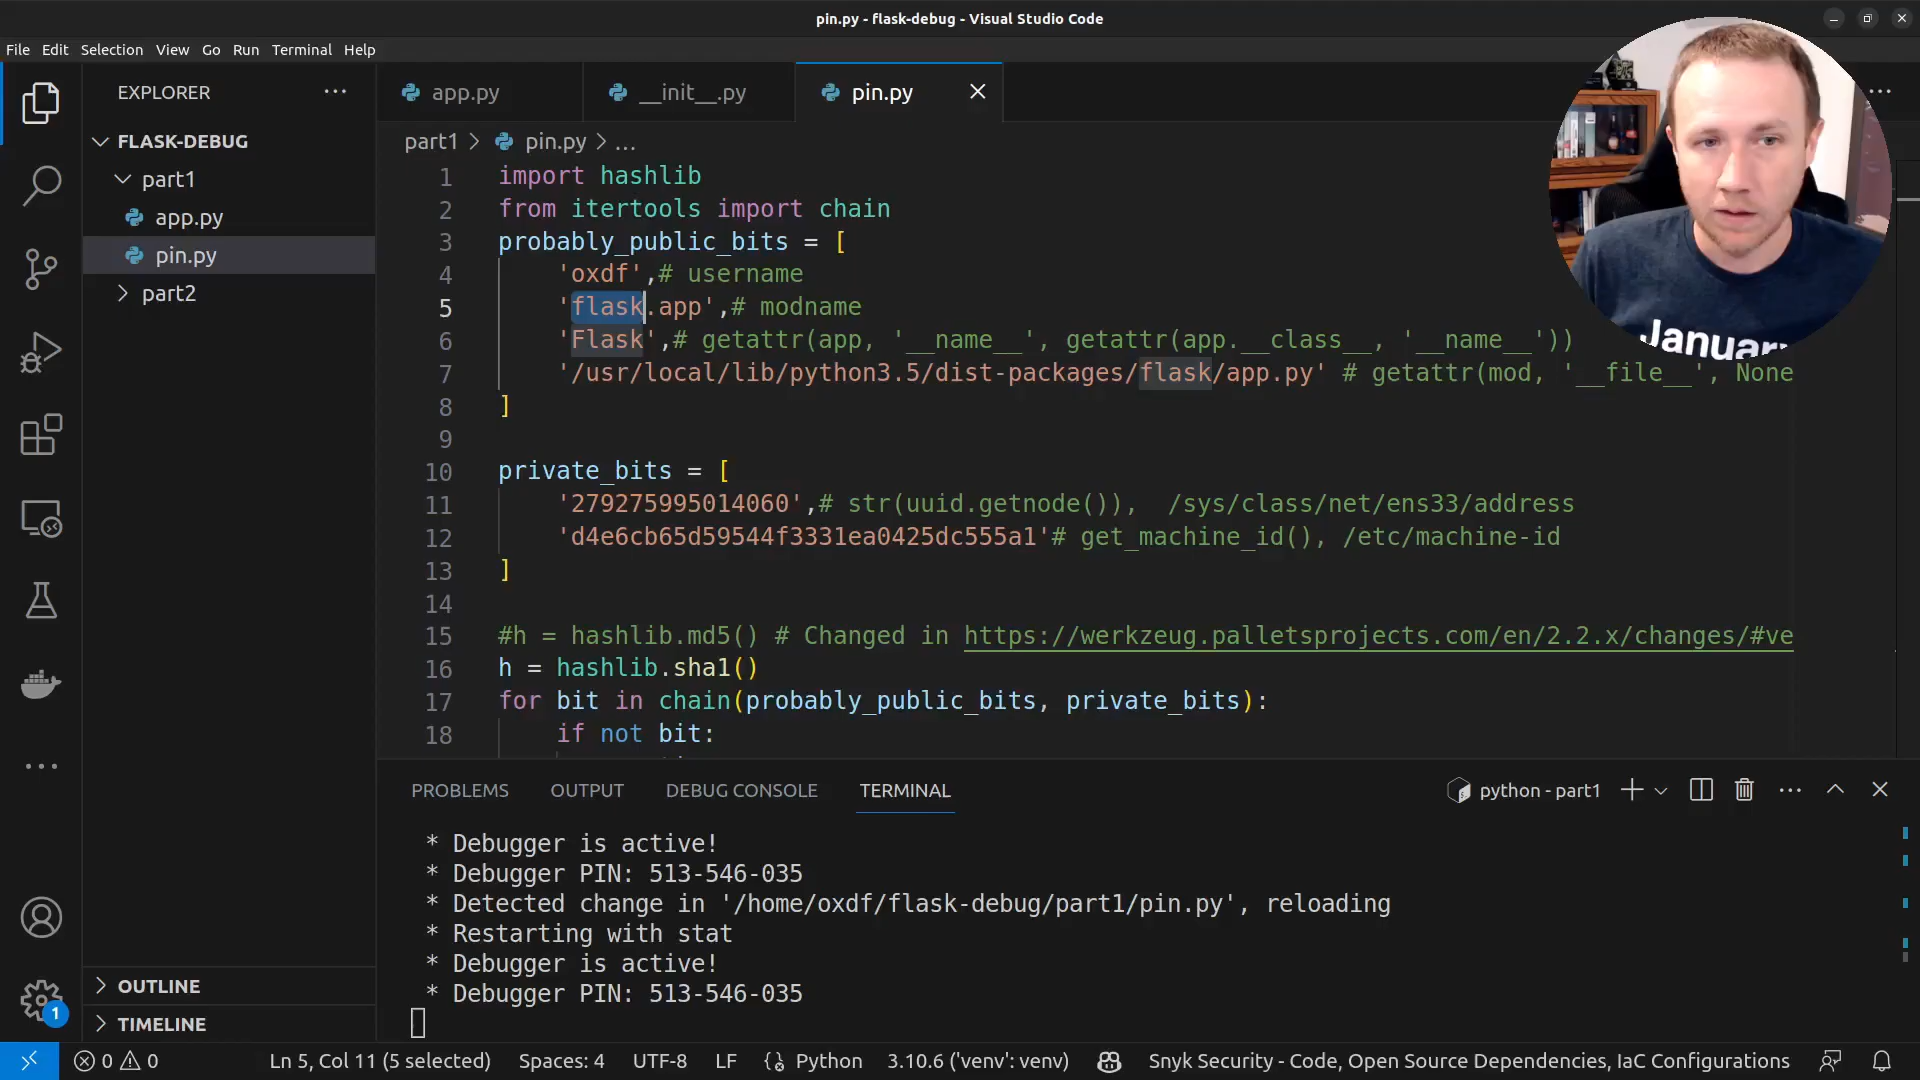 pin.py - flask-debug - Visual Studio Code
File Edit Selection View Go Run Terminal Help
EXPLORER
FLASK-DEBUG
part1
app.py
pin.py
part2
OUTLINE
TIMELINE
app.py
__init__.py
pin.py
part1 > pin.py > ...
1 import hashlib
2 from itertools import chain
3 probably_public_bits = [
4 'oxdf',# username
5 'flask.app',# modname
6 'Flask',# getattr(app, '__name__', getattr(app.__class__, '__name__'))
7 '/usr/local/lib/python3.5/dist-packages/flask/app.py' # getattr(mod, '__file__', None
8 ]
9
10 private_bits = [
11 '279275995014060',# str(uuid.getnode()), /sys/class/net/ens33/address
12 'd4e6cb65d59544f3331ea0425dc555a1'# get_machine_id(), /etc/machine-id
13 ]
14
15 #h = hashlib.md5() # Changed in https://werkzeug.palletsprojects.com/en/2.2.x/changes/#ve
16 h = hashlib.sha1()
17 for bit in chain(probably_public_bits, private_bits):
18 if not bit:
January
PROBLEMS OUTPUT DEBUG CONSOLE TERMINAL
python - part1
* Debugger is active!
* Debugger PIN: 513-546-035
* Detected change in '/home/oxdf/flask-debug/part1/pin.py', reloading
* Restarting with stat
* Debugger is active!
* Debugger PIN: 513-546-035
1
0 0 Ln 5, Col 11 (5 selected) Spaces: 4 UTF-8 LF Python 3.10.6 ('venv': venv) Snyk Security - Code, Open Source Dependencies, IaC Configurations